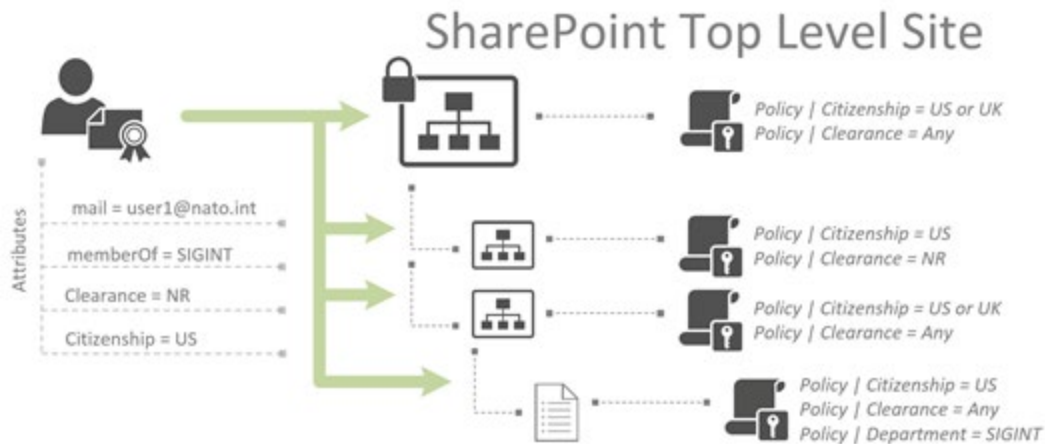 SharePoint Top Level Site
Policy | Citizenship = US or UK
Policy | Clearance = Any
Attributes
mail = user1@nato.int
memberOf = SIGINT
Clearance = NR
Citizenship = US
Policy | Citizenship = US
Policy | Clearance = NR
Policy | Citizenship = US or UK
Policy | Clearance = Any
Policy | Citizenship = US
Policy | Clearance = Any
Policy | Department = SIGINT